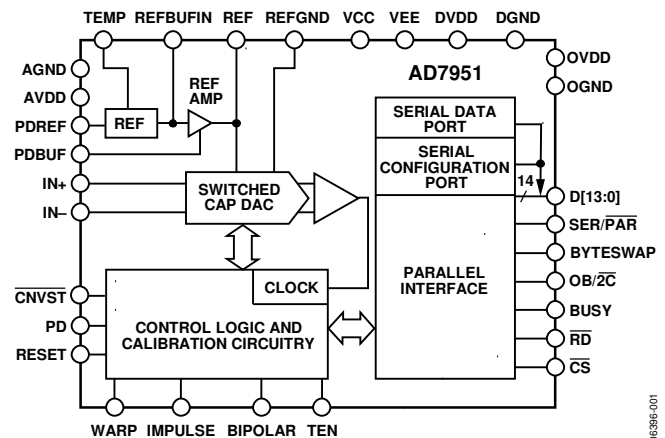 TEMP REFBUFIN REF REFGND VCC VEE DVDD DGND
AGND
AVDD
PDREF
PDBUF
IN+
IN–
CNVST
PD
RESET
REF
REF
AMP
SWITCHED
CAP DAC
CLOCK
CONTROL LOGIC AND
CALIBRATION CIRCUITRY
AD7951
SERIAL DATA
PORT
SERIAL
CONFIGURATION
PORT
14
PARALLEL
INTERFACE
OVDD
OGND
D[13:0]
SER/PAR
BYTESWAP
OB/2C
BUSY
RD
CS
WARP IMPULSE BIPOLAR TEN
6396-001